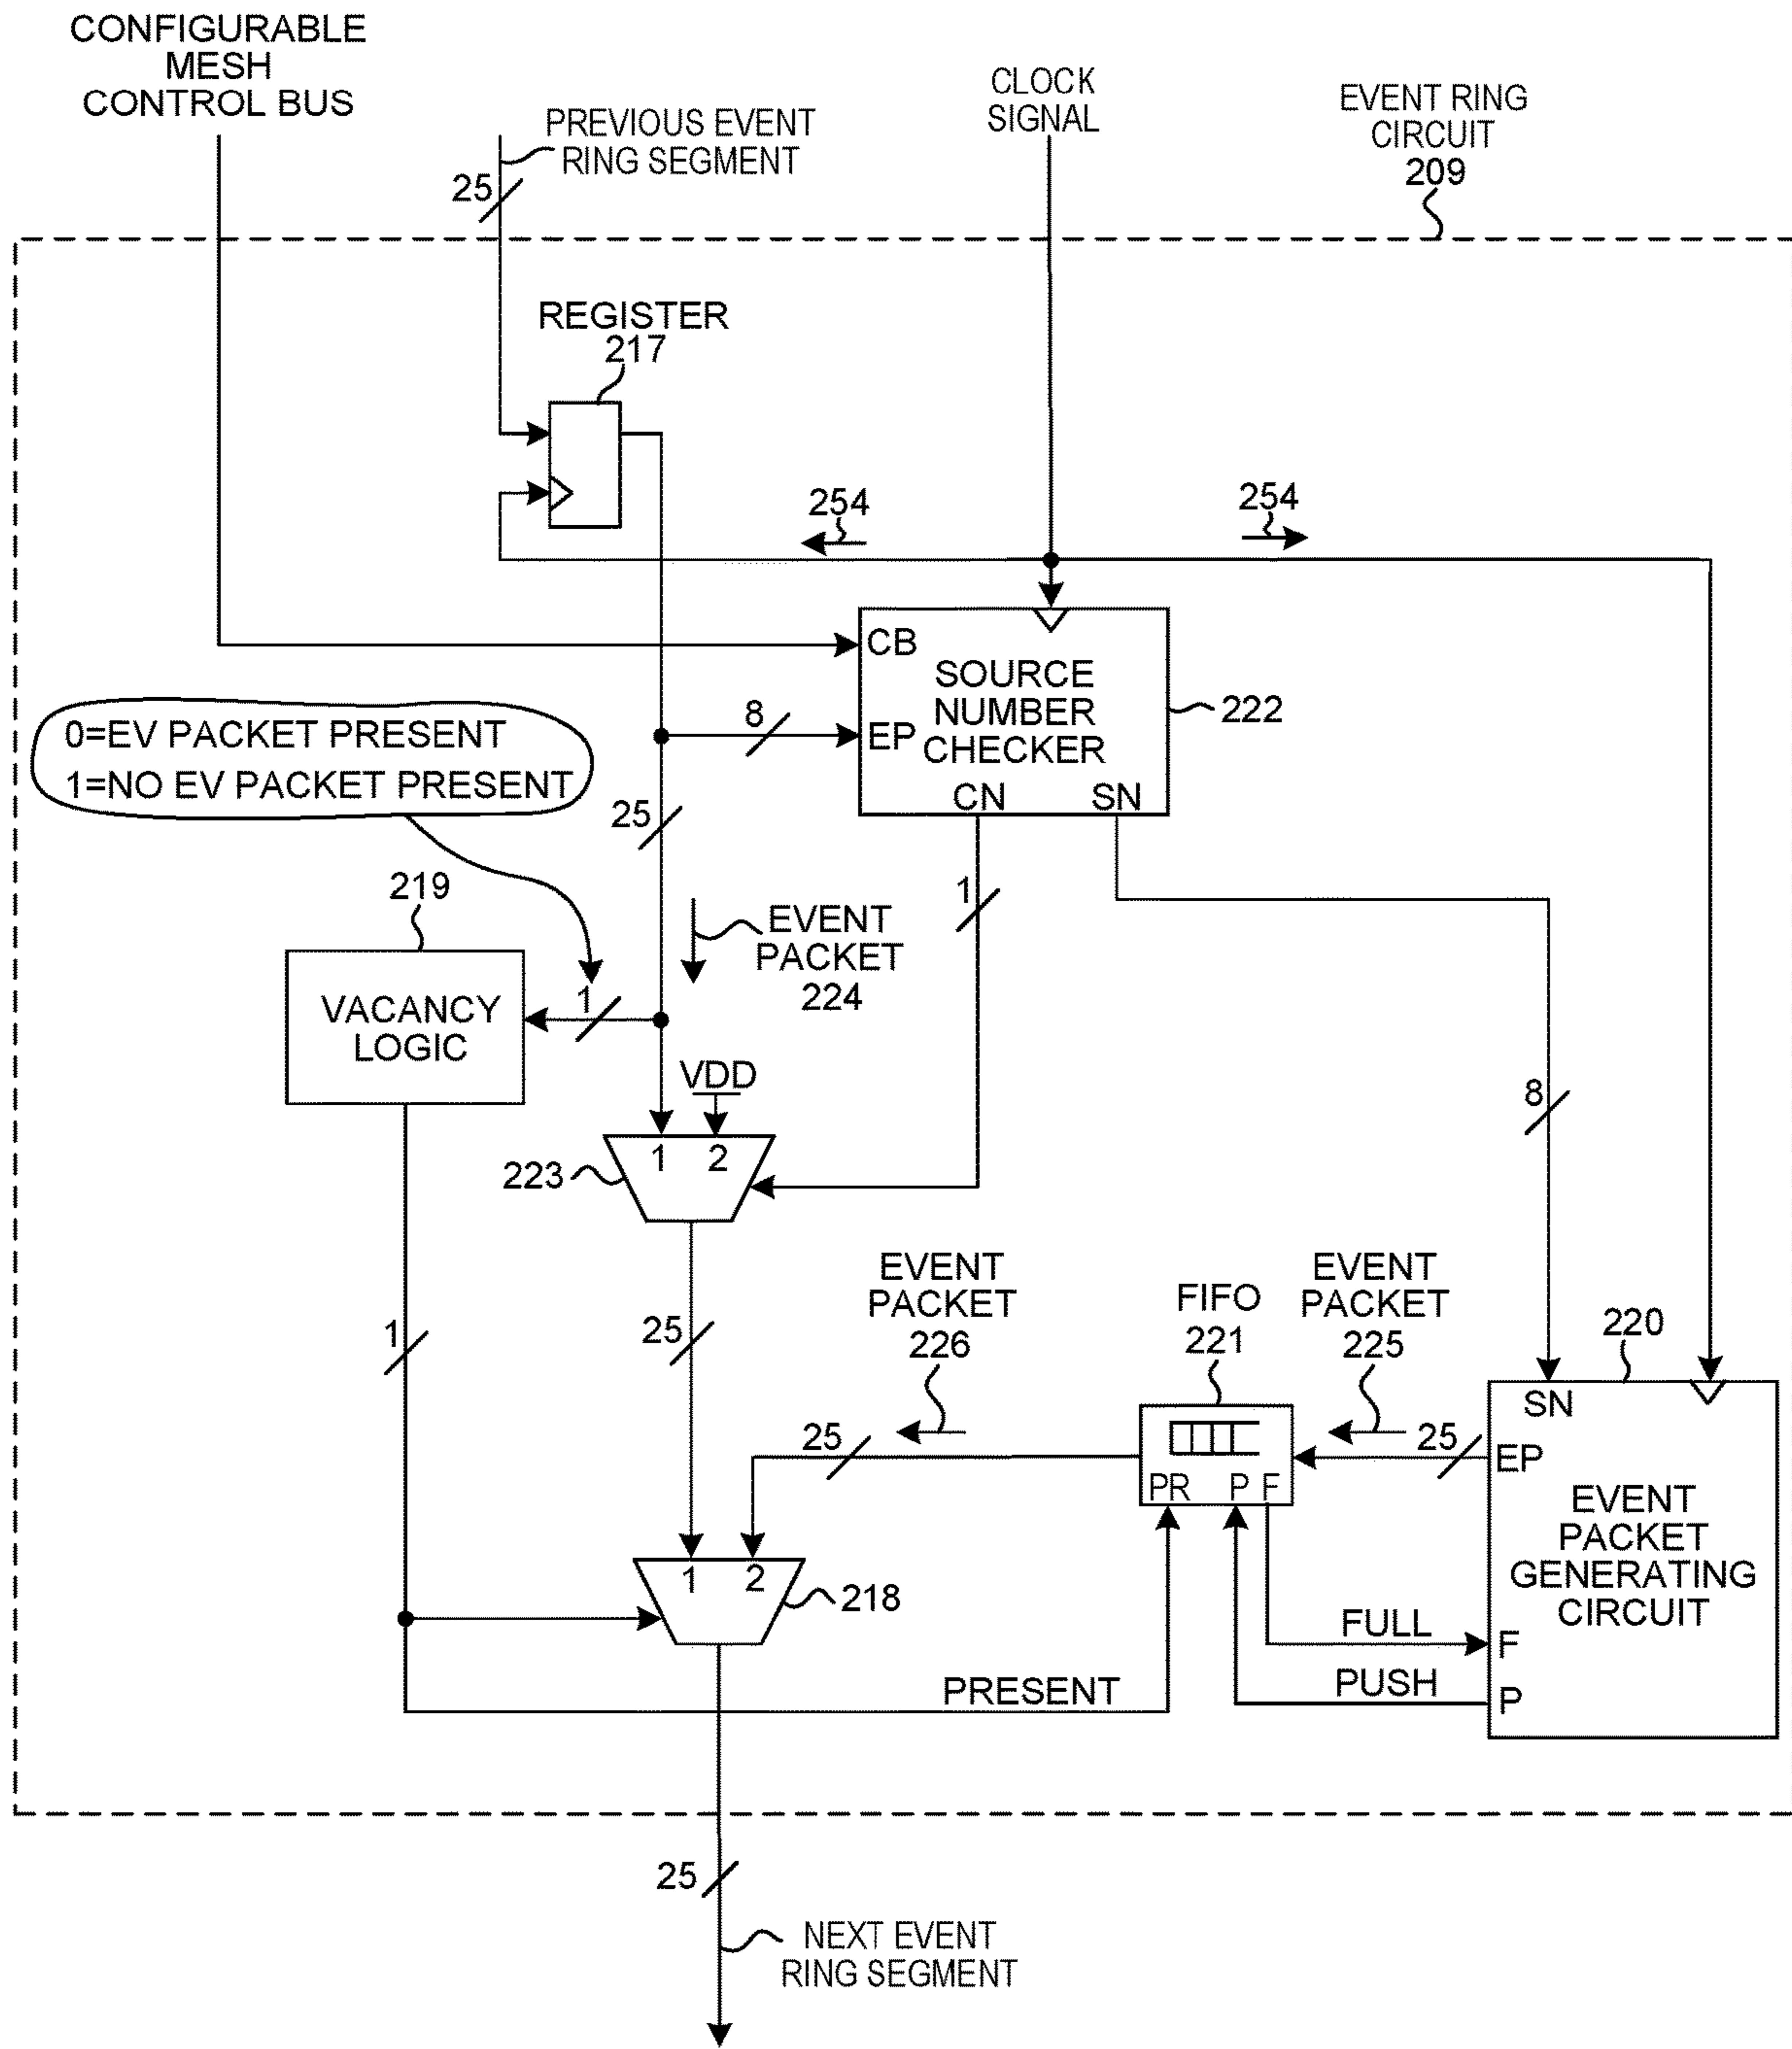 CONFIGURABLE
MESH
CONTROL BUS
PREVIOUS EVENT
RING SEGMENT
25
CLOCK
SIGNAL
EVENT RING
CIRCUIT
209
REGISTER
217
254
254
CB
SOURCE
NUMBER
CHECKER
EP
CN
SN
222
8
0=EV PACKET PRESENT
1=NO EV PACKET PRESENT
25
1
219
EVENT
PACKET
224
VACANCY
LOGIC
1
VDD
1 2
223
8
1
25
EVENT
PACKET
226
FIFO
221
EVENT
PACKET
225
220
SN
25
PR P F
25
EP
EVENT
PACKET
GENERATING
CIRCUIT
1 2
218
FULL
F
PRESENT
PUSH
P
25
NEXT EVENT
RING SEGMENT